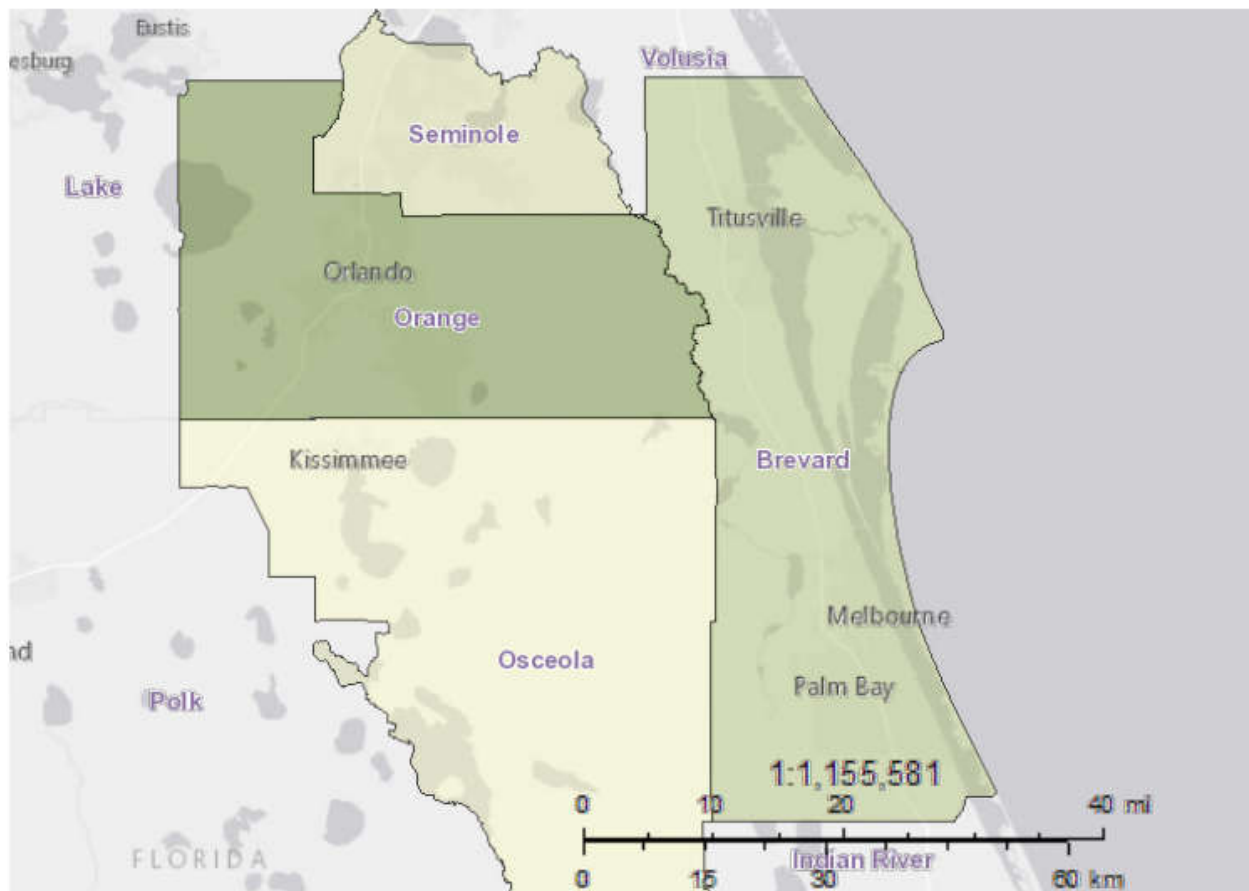 Eustis
esburg
Volusia
Seminole
Lake
Titusville
Orlando
Orange
Kissimmee
Brevard
Melbourne
nd
Osceola
Polk
Palm Bay
1:1,155,581
0 10 20 40 mi
FLORIDA
Indian River
0 15 30 60 km